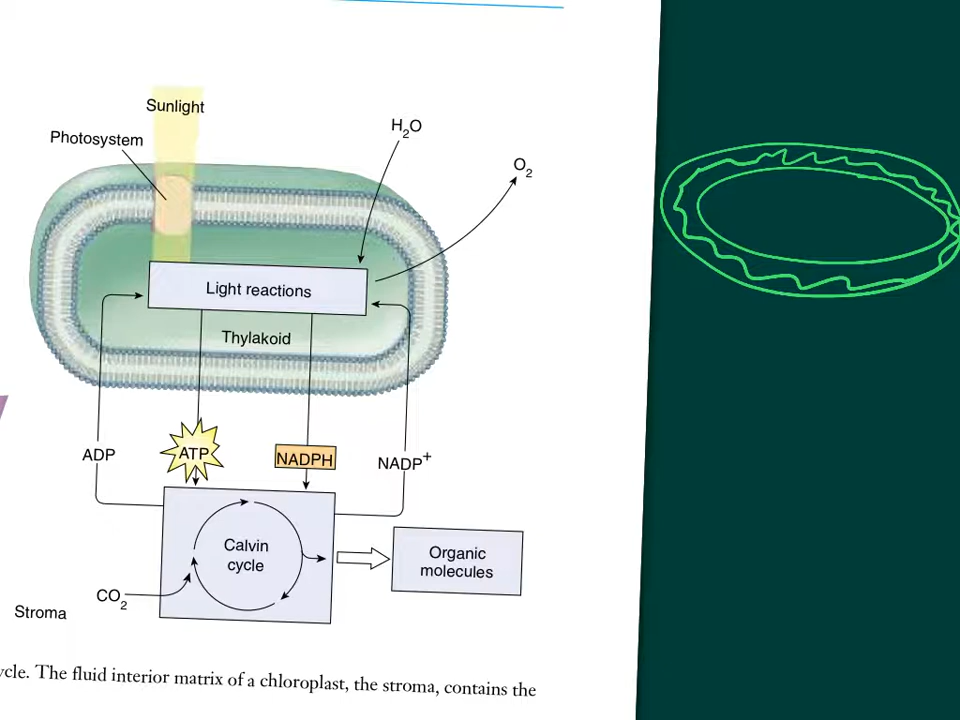 Sunlight
Photosystem
H2O
O2
Light reactions
Thylakoid
ADP
ATP
NADPH
NADP+
Calvin
cycle
Organic
molecules
CO2
Stroma
cycle. The fluid interior matrix of a chloroplast, the stroma, contains the